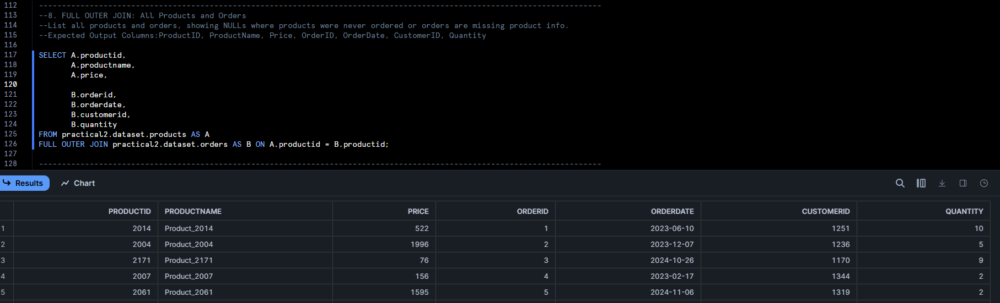 112 --------------------------------------------------------------------------------------------------------------------------
113 --8. FULL OUTER JOIN: All Products and Orders
114 --List all products and orders, showing NULLs where products were never ordered or orders are missing product info.
115 --Expected Output Columns:ProductID, ProductName, Price, OrderID, OrderDate, CustomerID, Quantity
116
117 SELECT A.productid,
118 A.productname,
119 A.price,
120
121 B.orderid,
122 B.orderdate,
123 B.customerid,
124 B.quantity
125 FROM practical2.dataset.products AS A
126 FULL OUTER JOIN practical2.dataset.orders AS B ON A.productid = B.productid;
127
128 --------------------------------------------------------------------------------------------------------------------------
Results Chart
PRODUCTID PRODUCTNAME PRICE ORDERID ORDERDATE CUSTOMERID QUANTITY
1 2014 Product_2014 522 1 2023-06-10 1251 10
2 2004 Product_2004 1996 2 2023-12-07 1236 5
3 2171 Product_2171 76 3 2024-10-26 1170 9
4 2007 Product_2007 156 4 2023-02-17 1344 2
5 2061 Product_2061 1595 5 2024-11-06 1319 2